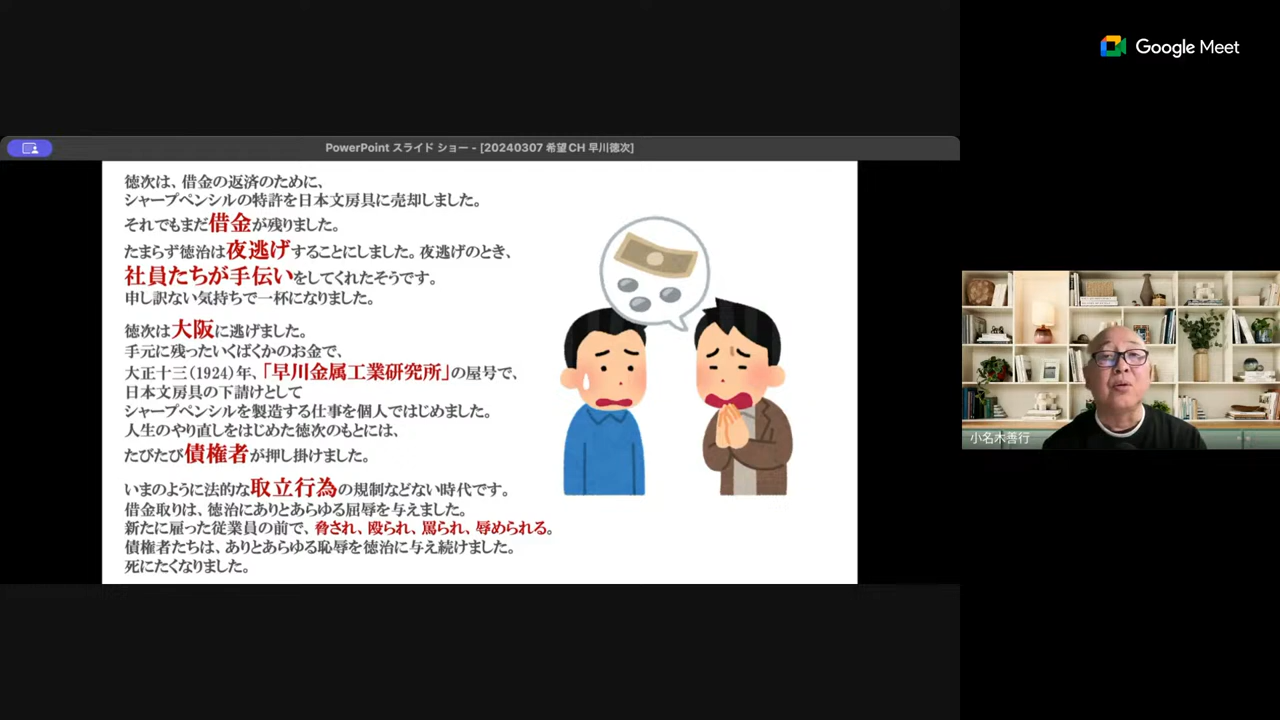 Google Meet
PowerPoint スライド ショー - [20240307 希望CH 早川徳次]
徳次は、借金の返済のために、
シャープペンシルの特許を日本文房具に売却しました。
それでもまだ借金が残りました。
たまらず徳治は夜逃げすることにしました。夜逃げのとき、
社員たちが手伝いをしてくれたそうです。
申し訳ない気持ちで一杯になりました。
徳次は大阪に逃げました。
手元に残ったいくばくかのお金で、
大正十三(1924)年、「早川金属工業研究所」の屋号で、
日本文房具の下請けとして
シャープペンシルを製造する仕事を個人ではじめました。
人生のやり直しをはじめた徳次のもとには、
たびたび債権者が押し掛けました。
いまのように法的な取立行為の規制などない時代です。
借金取りは、徳治にありとあらゆる屈辱を与えました。
新たに雇った従業員の前で、脅され、殴られ、罵られ、辱められる。
債権者たちは、ありとあらゆる恥辱を徳治に与え続けました。
死にたくなりました。
小名木善行